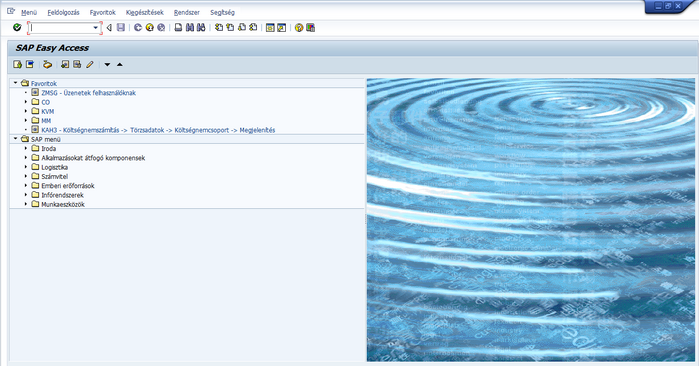 Menü Feldolgozás Favoritok Kiegészítések Rendszer Segítség
SAP Easy Access
Favoritok
ZMSG - Üzenetek felhasználóknak
CO
KVM
MM
KAH3 - Költségnemszámítás -> Törzsadatok -> Költségnemcsoport -> Megjelenítés
SAP menü
Iroda
Alkalmazásokat átfogó komponensek
Logisztika
Számvitel
Emberi erőforrások
Infórendszerek
Munkaeszközök